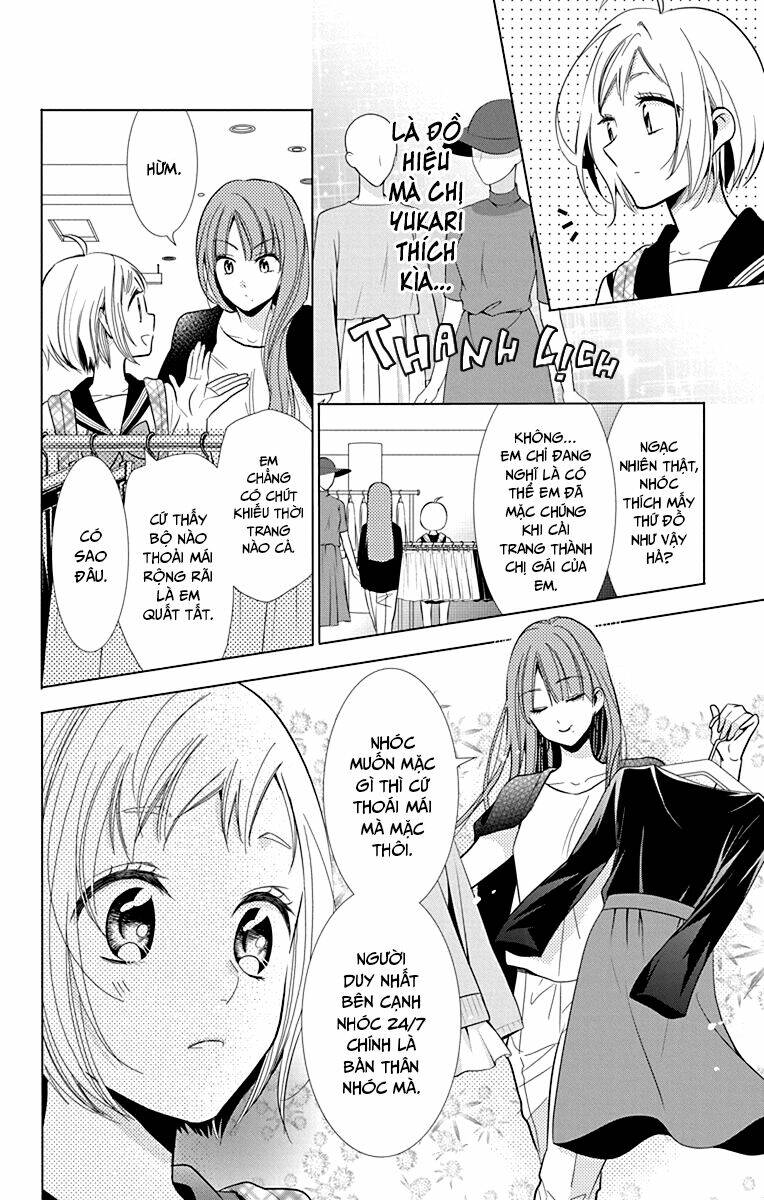 LÀ ĐỒ
HIỆU
MÀ CHỊ
YUKARI
THÍCH
KÌA...
THANH LỊCH
HỪM.
NGẠC
NHIÊN THẬT,
NHÓC
THÍCH MẤY
THỨ ĐỒ
NHƯ VẬY
HẢ?
KHÔNG...
EM CHỈ ĐANG
NGHĨ LÀ CÓ
THỂ EM ĐÃ
MẶC CHÚNG
KHI CẢI
TRANG THÀNH
CHỊ GÁI CỦA
EM.
EM
CHẲNG
CÓ CHÚT
KHIẾU THỜI
TRANG
NÀO CẢ.
CỨ THẤY
BỘ NÀO
THOẢI MÁI
RỘNG RÃI
LÀ EM
QUẤT TẤT.
CÓ
SAO
ĐÂU.
NHÓC
MUỐN MẶC
GÌ THÌ CỨ
THOẢI MÁI
MÀ MẶC
THÔI.
NGƯỜI
DUY NHẤT
BÊN CẠNH
NHÓC 24/7
CHÍNH LÀ
BẢN THÂN
NHÓC MÀ.